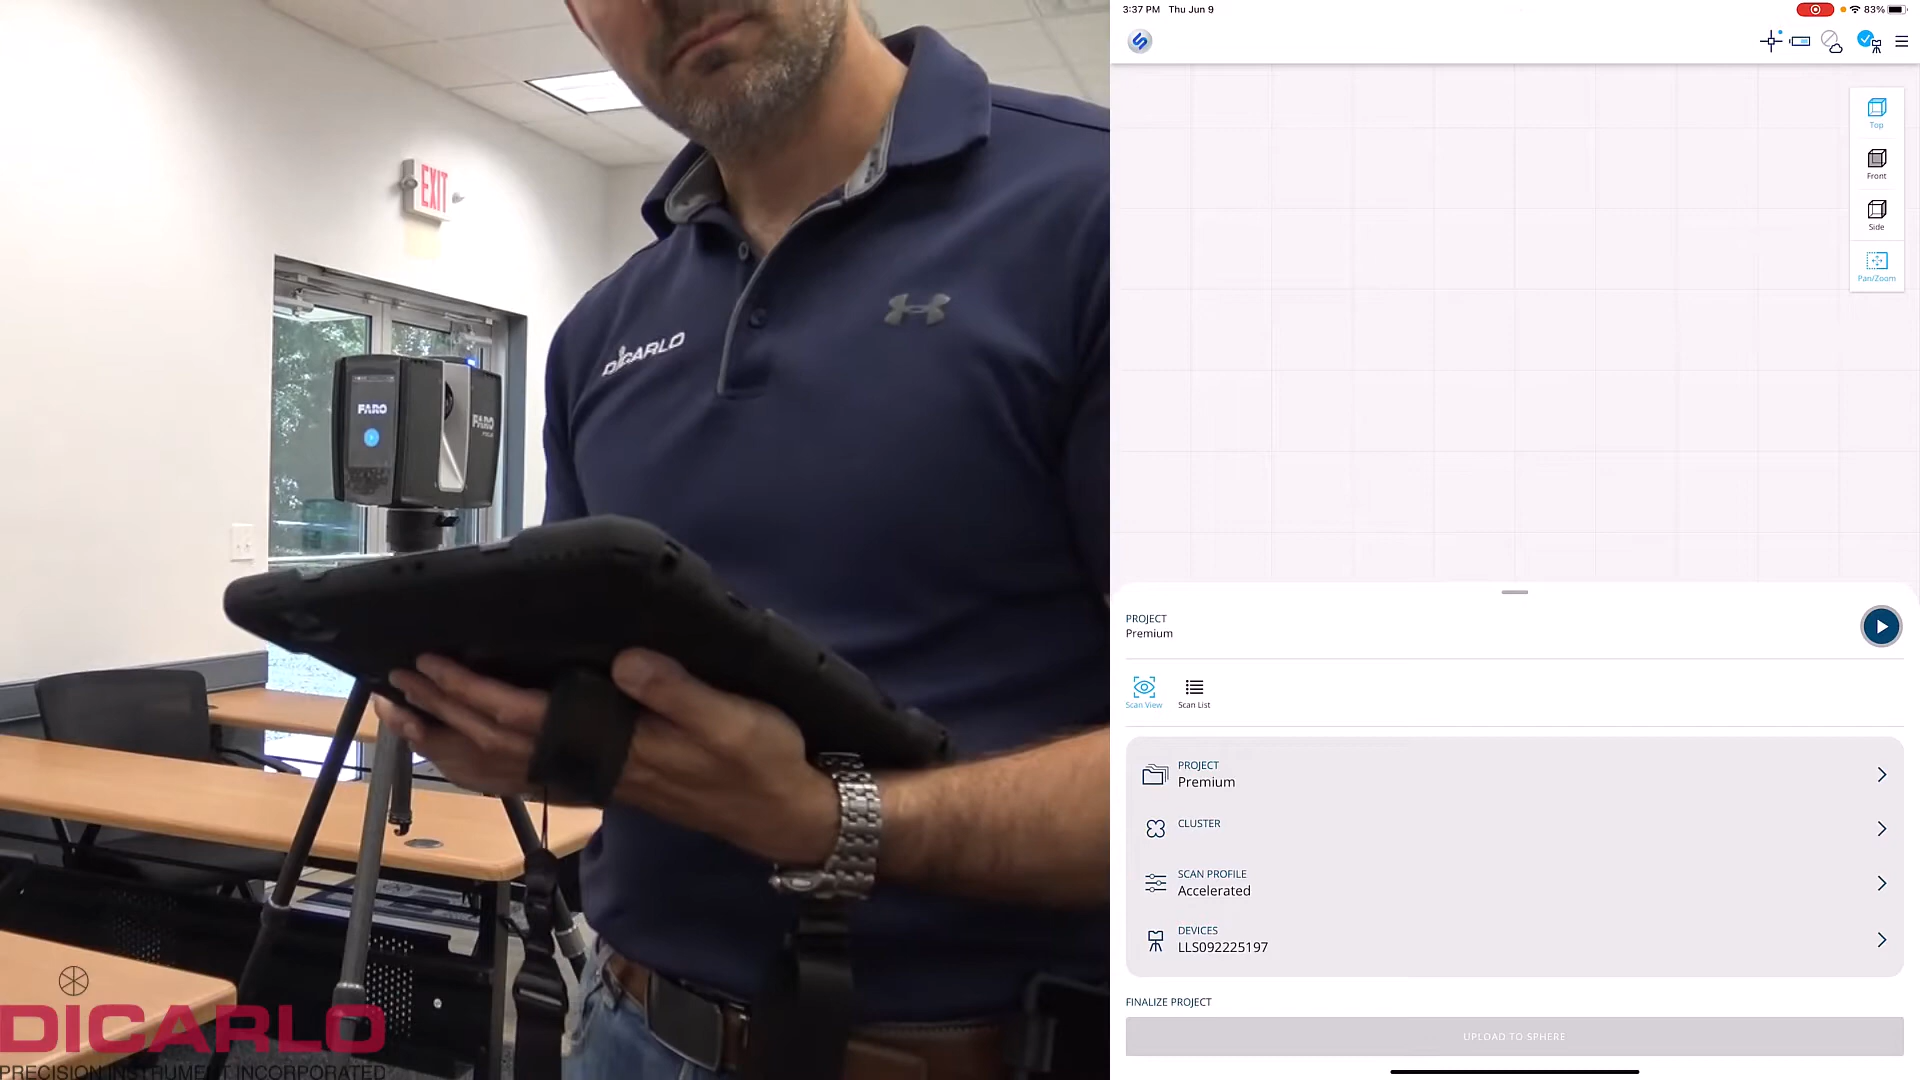 EXIT
DICARLO
FARO
FARO
DICARLO
PRECISION INSTRUMENT INCORPORATED
3:37 PM Thu Jun 9
83%
Top
Front
Side
Pan/Zoom
PROJECT
Premium
Scan View
Scan List
PROJECT
Premium
CLUSTER
SCAN PROFILE
Accelerated
DEVICES
LLS092225197
FINALIZE PROJECT
UPLOAD TO SPHERE